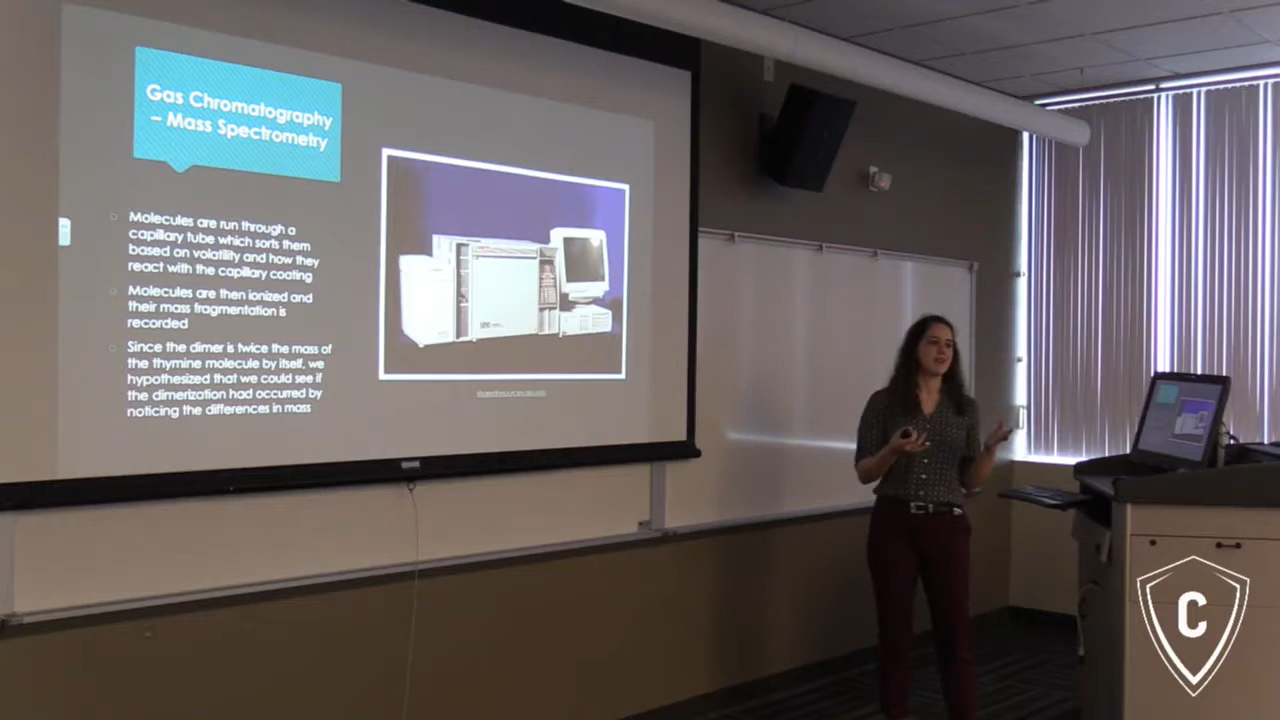 Gas Chromatography
– Mass Spectrometry
Molecules are run through a
capillary tube which sorts them
based on volatility and how they
react with the capillary coating
Molecules are then ionized and
their mass fragmentation is
recorded
Since the dimer is twice the mass of
the thymine molecule by itself, we
hypothesized that we could see if
the dimerization had occurred by
noticing the differences in mass
C